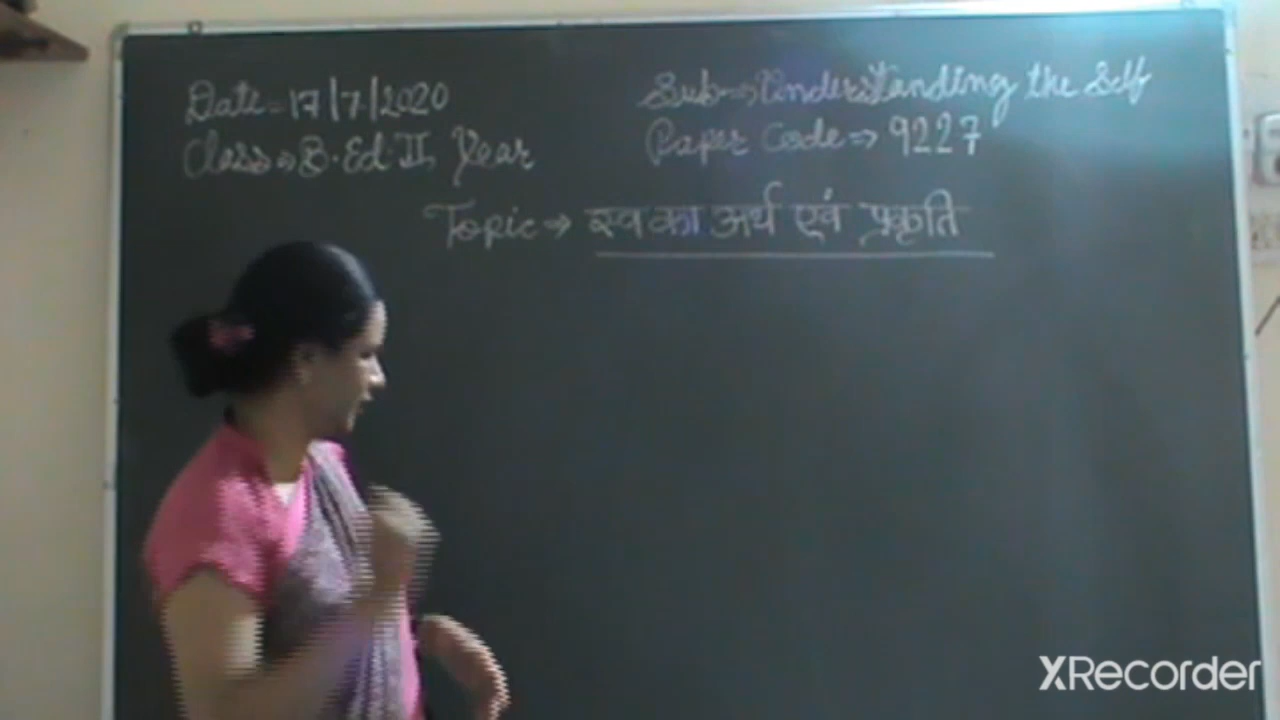 Date = 17/7/2020
Sub => Understanding the Self
Class => B.Ed II Year
Paper Code => 9227
Topic => स्व का अर्थ एवं प्रकृति
XRecorder